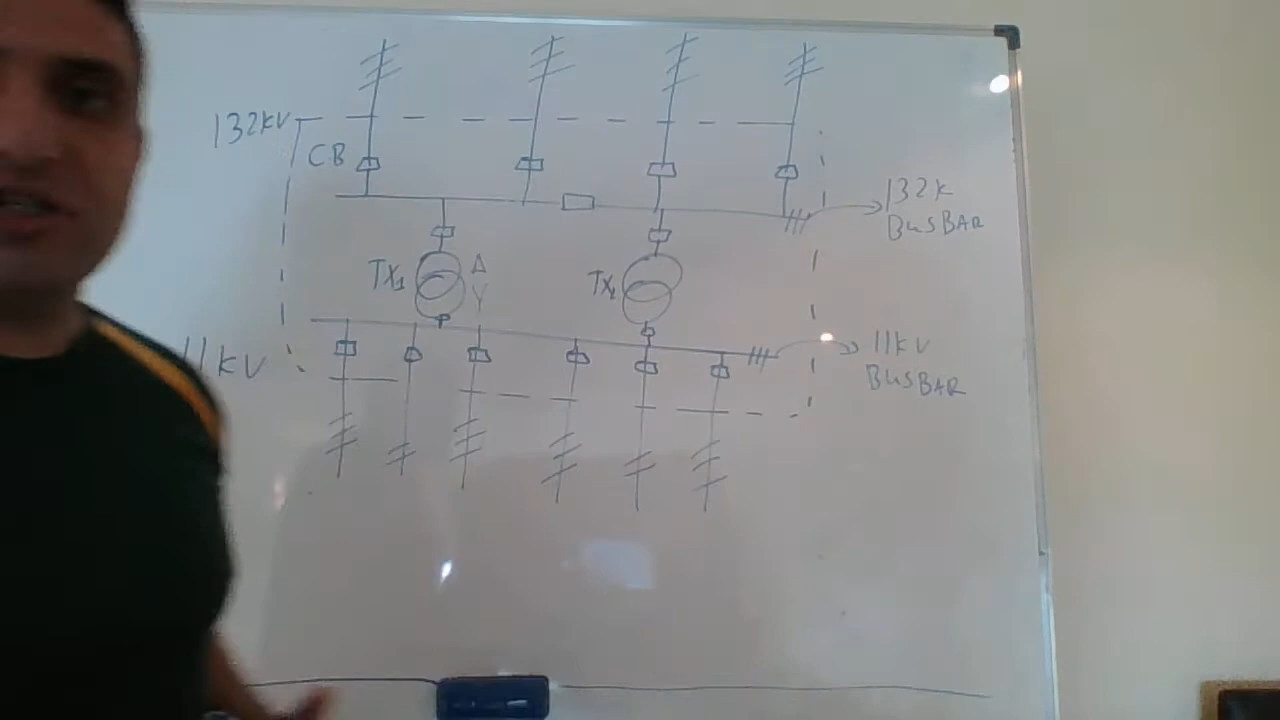 132KV
CB
132K
BUSBAR
TX1
Δ
Y
TX2
11KV
11KV
BUSBAR